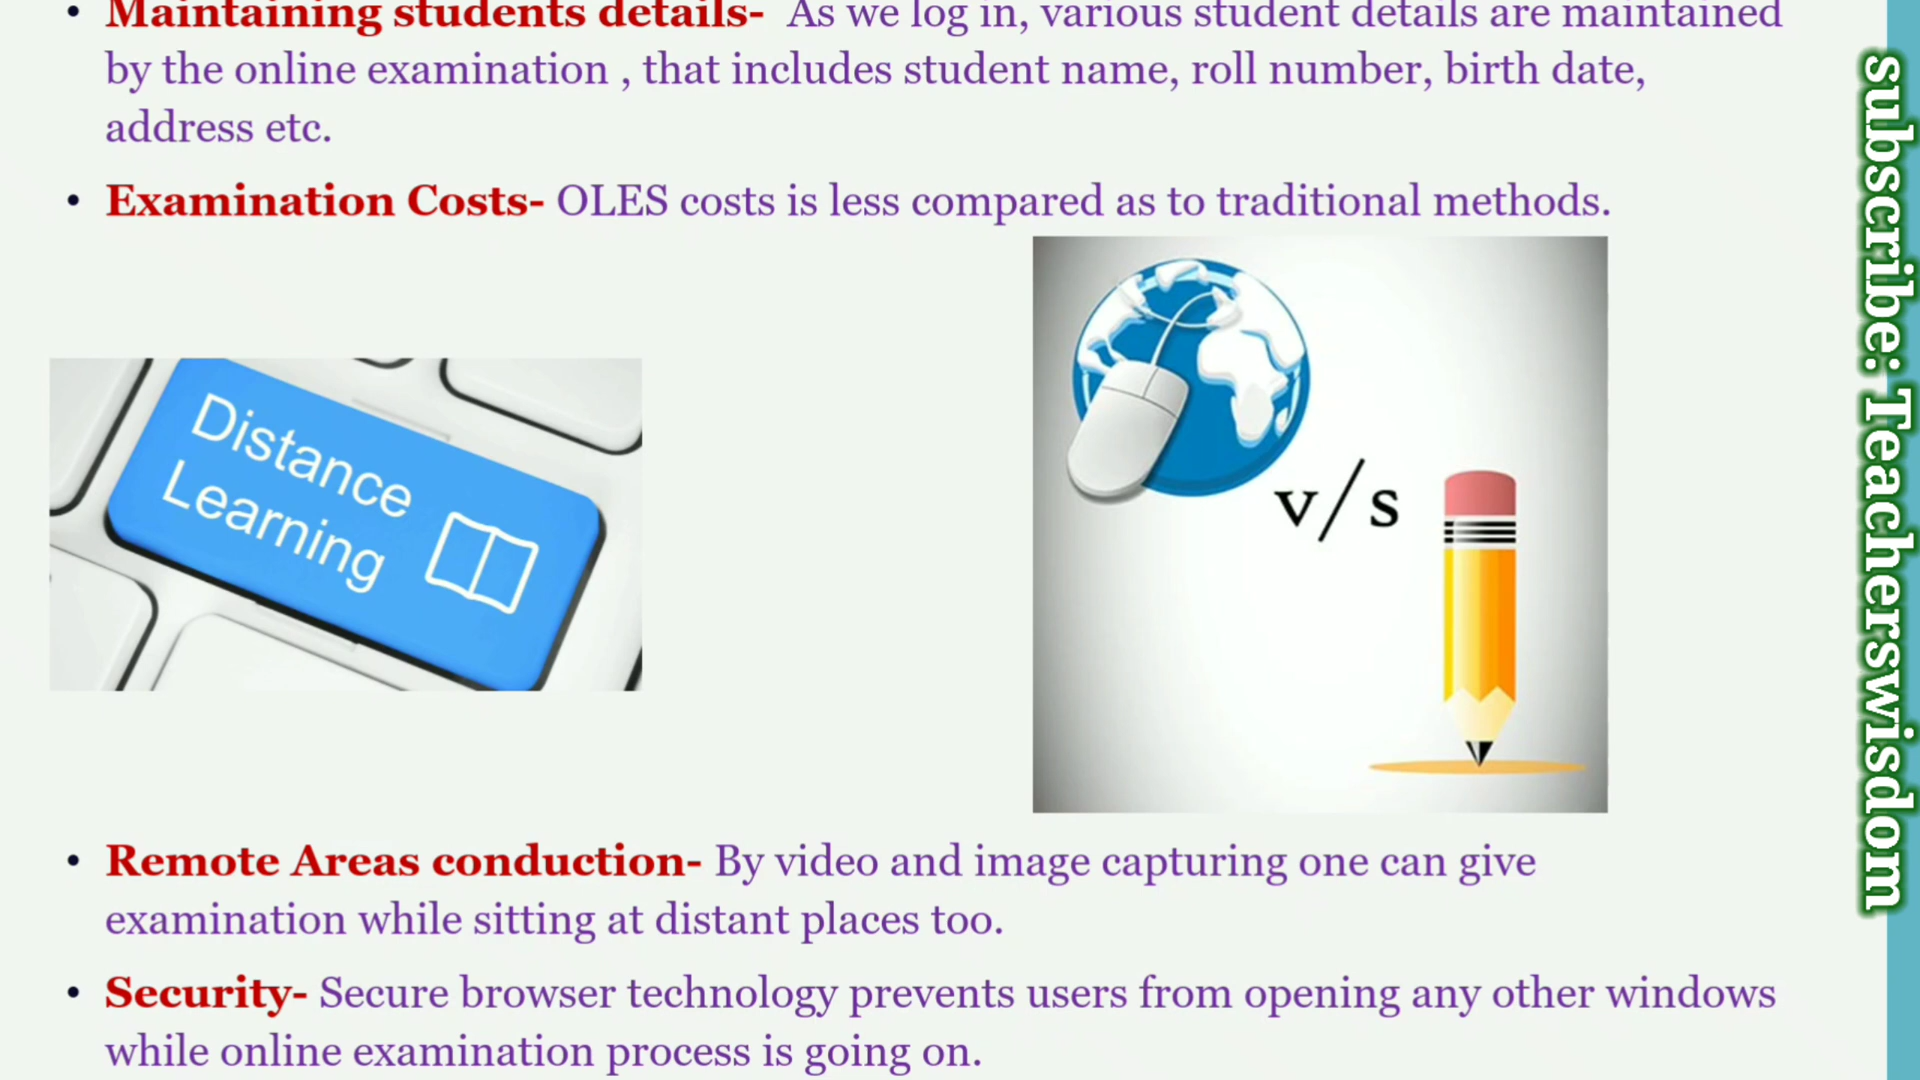 • Maintaining students details- As we log in, various student details are maintained
by the online examination , that includes student name, roll number, birth date,
address etc.
• Examination Costs- OLES costs is less compared as to traditional methods.
Distance
Learning
v/s
• Remote Areas conduction- By video and image capturing one can give
examination while sitting at distant places too.
• Security- Secure browser technology prevents users from opening any other windows
while online examination process is going on.
subscribe: Teacherswisdom